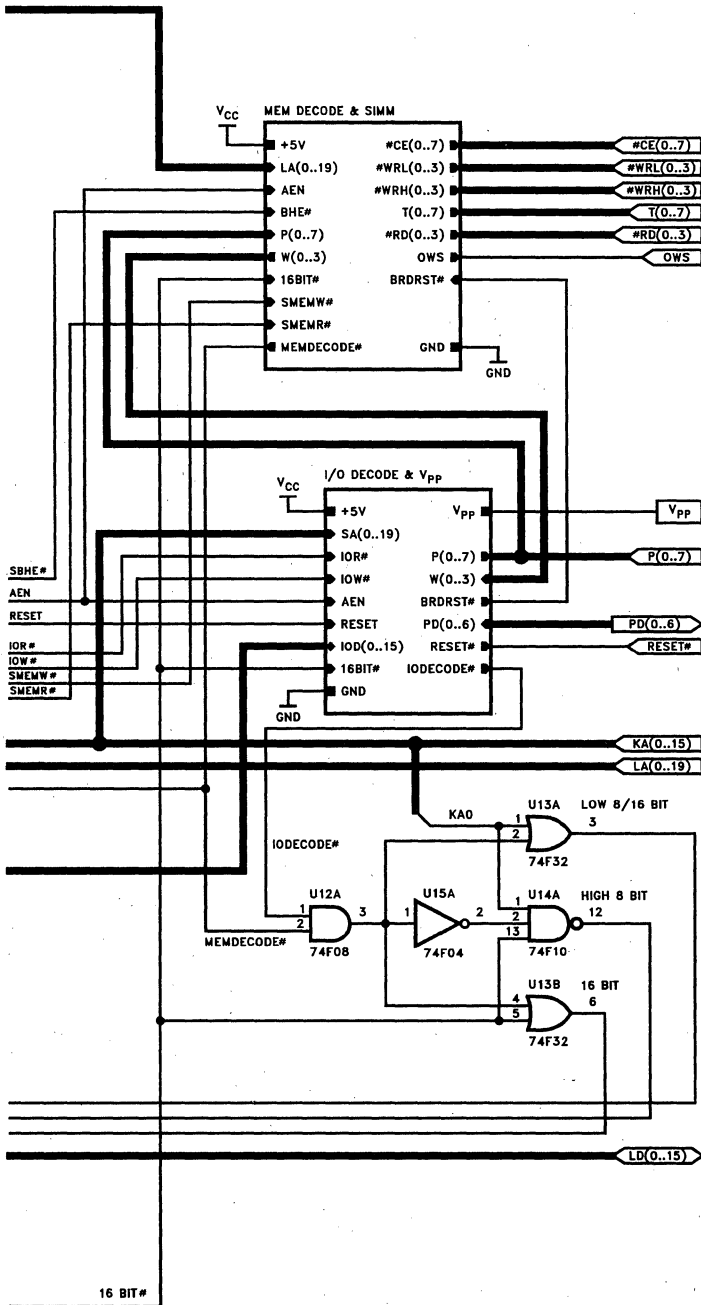 MEM DECODE & SIMM
VCC
+5V
LA(0..19)
AEN
BHE#
P(0..7)
W(0..3)
16BIT#
SMEMW#
SMEMR#
MEMDECODE#
#CE(0..7)
#WRL(0..3)
#WRH(0..3)
T(0..7)
#RD(0..3)
OWS
BRDRST#
GND
GND
#CE(0..7)
#WRL(0..3)
#WRH(0..3)
T(0..7)
#RD(0..3)
OWS
I/O DECODE & VPP
VCC
+5V
SA(0..19)
IOR#
IOW#
AEN
RESET
IOD(0..15)
16BIT#
GND
GND
VPP
P(0..7)
W(0..3)
BRDRST#
PD(0..6)
RESET#
IODECODE#
VPP
P(0..7)
PD(0..6)
RESET#
SBHE#
AEN
RESET
IOR#
IOW#
SMEMW#
SMEMR#
KA(0..15)
LA(0..19)
KA0
U13A
LOW 8/16 BIT
1
2
3
74F32
IODECODE#
MEMDECODE#
U12A
1
2
3
74F08
U15A
1
2
74F04
U14A
HIGH 8 BIT
1
2
13
12
74F10
U13B
16 BIT
4
5
6
74F32
LD(0..15)
16 BIT#